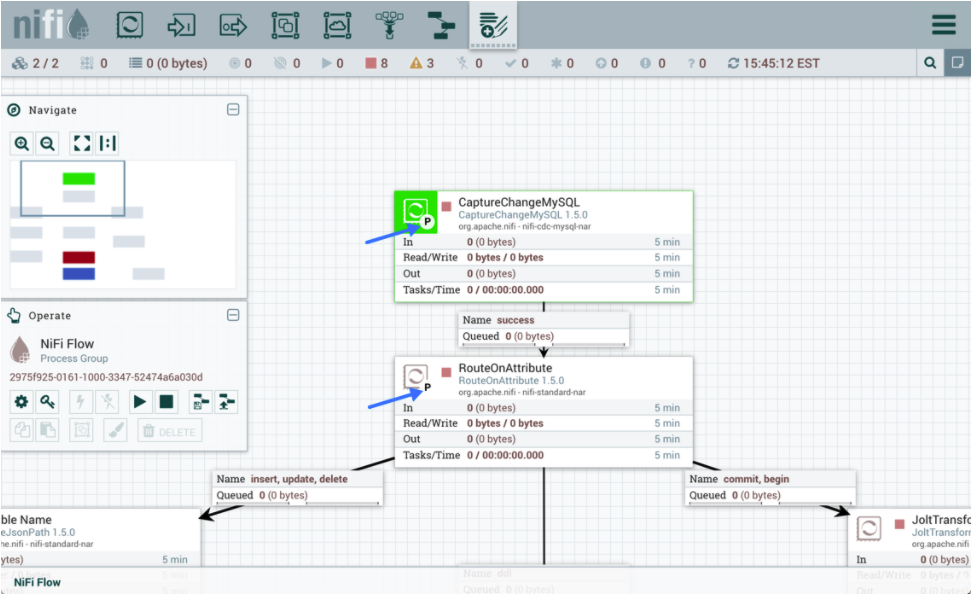 nifi
2 / 2 0 0 (0 bytes) 0 0 0 8 3 0 0 0 0 0 ? 0 15:45:12 EST
Navigate
Operate
NiFi Flow
Process Group
2975f925-0161-1000-3347-52474a6a030d
DELETE
CaptureChangeMySQL
CaptureChangeMySQL 1.5.0
org.apache.nifi - nifi-cdc-mysql-nar
P
In 0 (0 bytes) 5 min
Read/Write 0 bytes / 0 bytes 5 min
Out 0 (0 bytes) 5 min
Tasks/Time 0 / 00:00:00.000 5 min
Name success
Queued 0 (0 bytes)
RouteOnAttribute
RouteOnAttribute 1.5.0
org.apache.nifi - nifi-standard-nar
P
In 0 (0 bytes) 5 min
Read/Write 0 bytes / 0 bytes 5 min
Out 0 (0 bytes) 5 min
Tasks/Time 0 / 00:00:00.000 5 min
Name insert, update, delete
Queued 0 (0 bytes)
Name commit, begin
Queued 0 (0 bytes)
ble Name
eJsonPath 1.5.0
he.nifi - nifi-standard-nar
ytes) 5 min
JoltTransfo
JoltTransforn
org.apache.nifi
In 0 (0 bytes)
Read/Write 0 bytes / 0
Name ddl
Queued 0 (0 bytes)
NiFi Flow